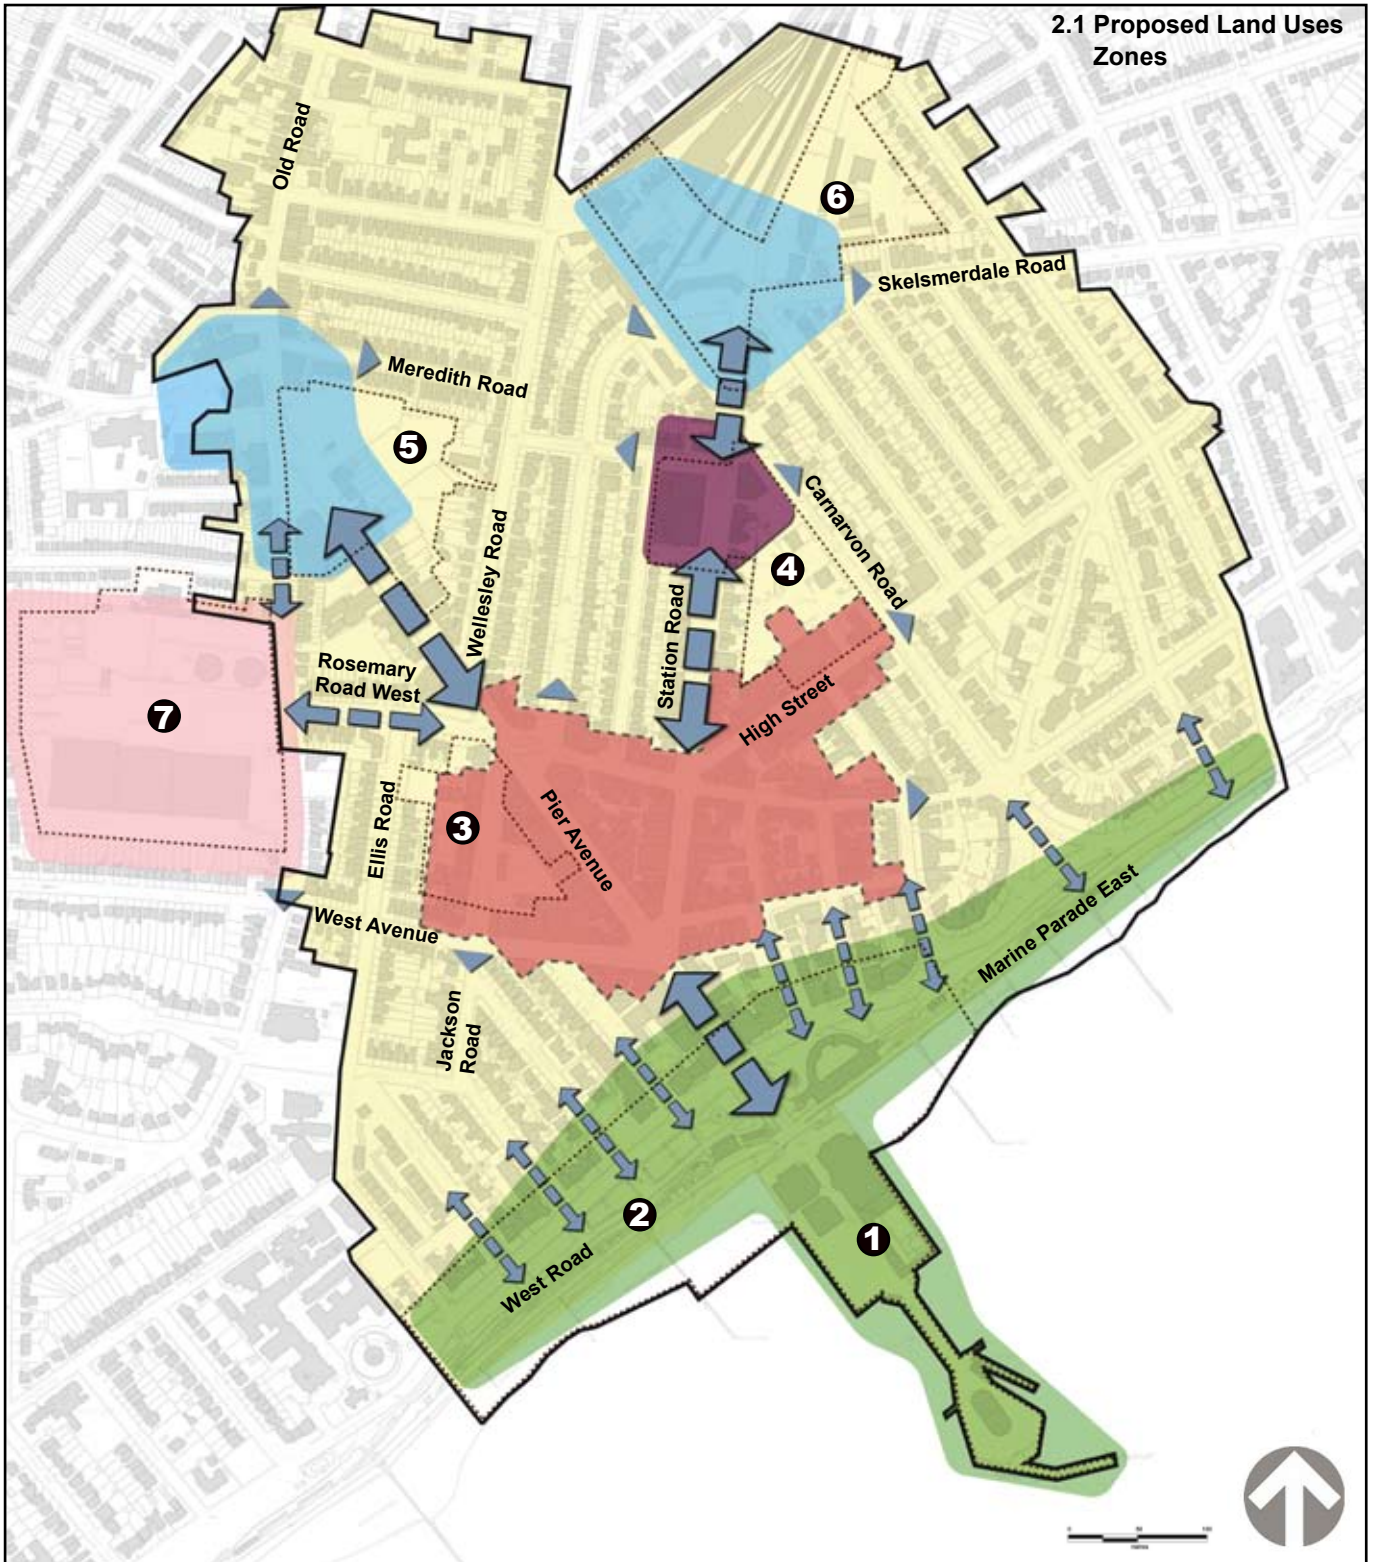 2.1 Proposed Land Uses
Zones
Old Road
6
Skelsmerdale Road
Meredith Road
5
Carnarvon Road
Wellesley Road
4
Station Road
Rosemary
Road West
7
High Street
Ellis Road
3
Pier Avenue
West Avenue
Marine Parade East
Jackson
Road
2
1
West Road